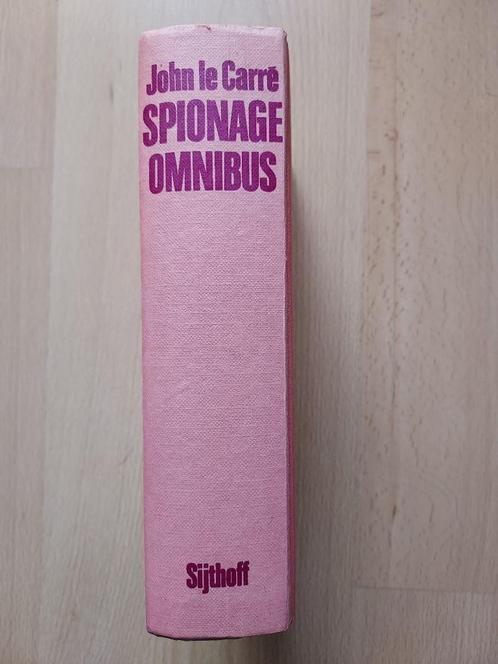 John le Carré
SPIONAGE
OMNIBUS
Sijthoff